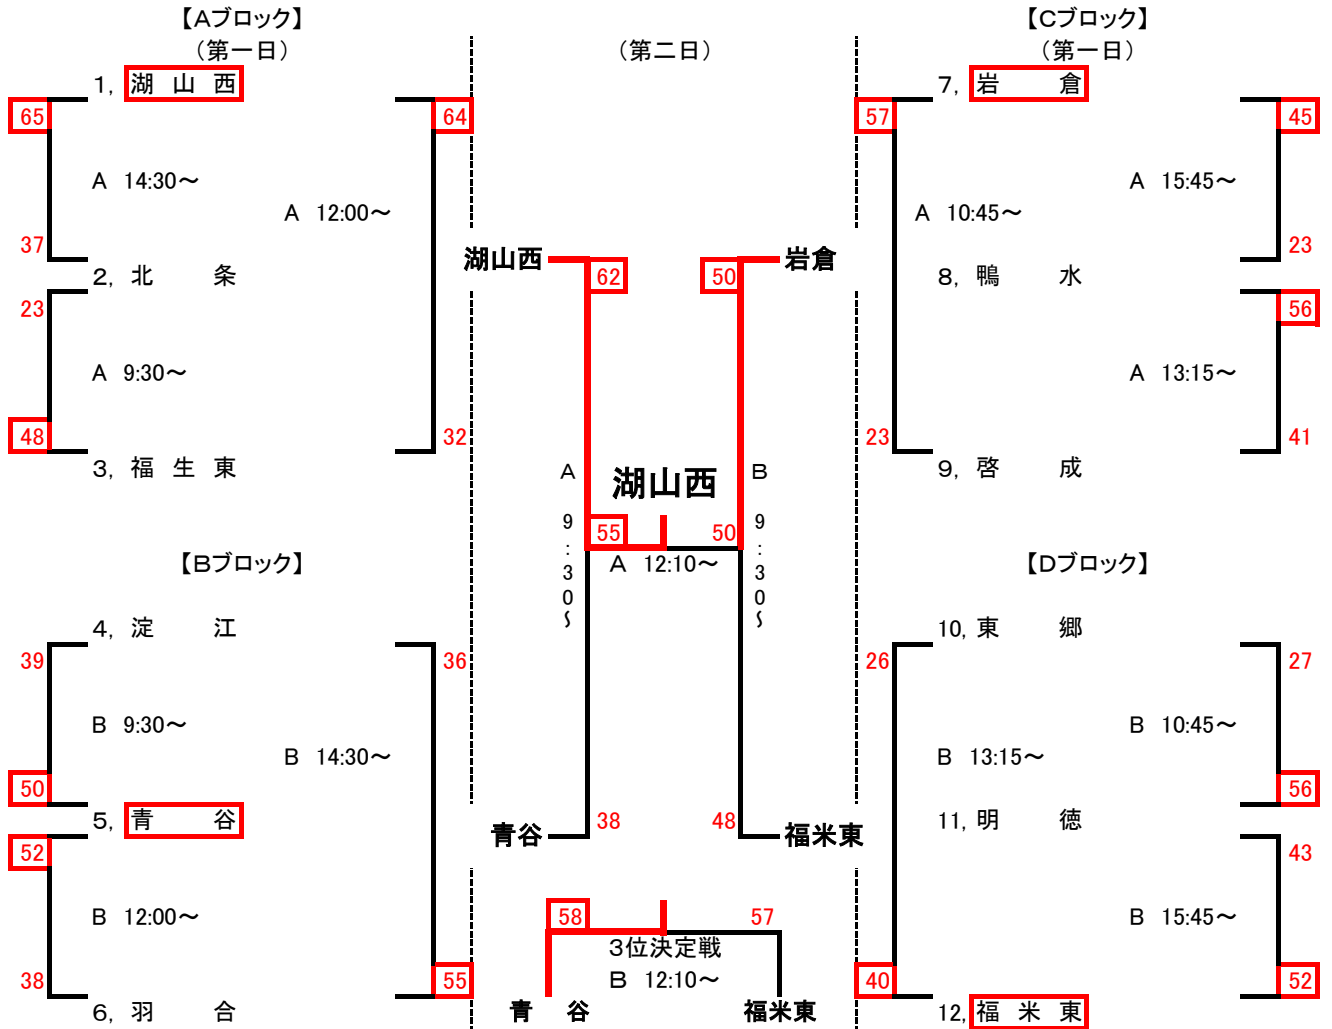 【Aブロック】
（第一日）
1, 湖 山 西
65
64
A 14:30～
A 12:00～
37
2, 北 条
23
A 9:30～
48
32
3, 福 生 東
【Bブロック】
4, 淀 江
39
36
B 9:30～
B 14:30～
50
5, 青 谷
52
B 12:00～
38
55
6, 羽 合
（第二日）
湖山西
岩倉
62
50
A 9:30～
湖山西
B 9:30～
55
50
A 12:10～
38
48
青谷
福米東
58
57
3位決定戦
B 12:10～
青 谷
福米東
【Cブロック】
（第一日）
7, 岩 倉
57
45
A 15:45～
A 10:45～
23
8, 鴨 水
56
A 13:15～
23
41
9, 啓 成
【Dブロック】
10, 東 郷
26
27
B 10:45～
B 13:15～
56
11, 明 徳
43
B 15:45～
40
52
12, 福 米 東